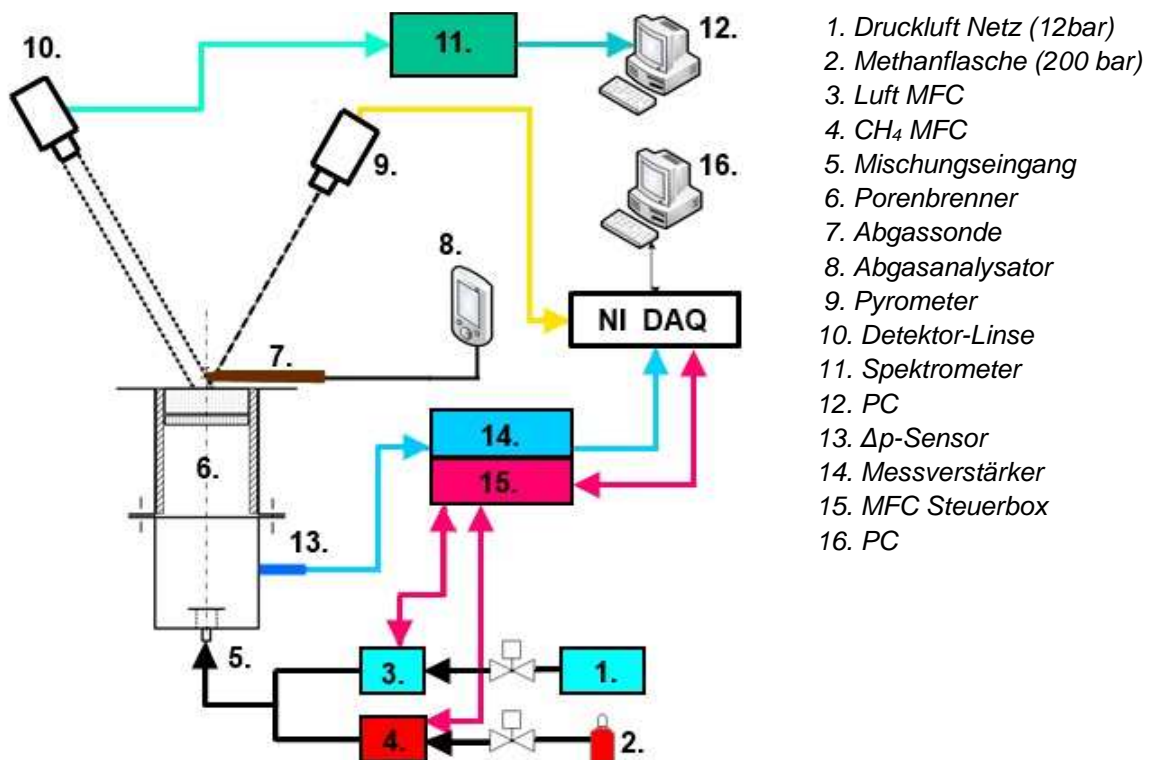 10.
11.
12.
9.
16.
8.
NI DAQ
7.
14.
6.
15.
13.
5.
3.
1.
4.
2.
1. Druckluft Netz (12bar)
2. Methanflasche (200 bar)
3. Luft MFC
4. CH₄ MFC
5. Mischungseingang
6. Porenbrenner
7. Abgassonde
8. Abgasanalysator
9. Pyrometer
10. Detektor-Linse
11. Spektrometer
12. PC
13. Δp-Sensor
14. Messverstärker
15. MFC Steuerbox
16. PC